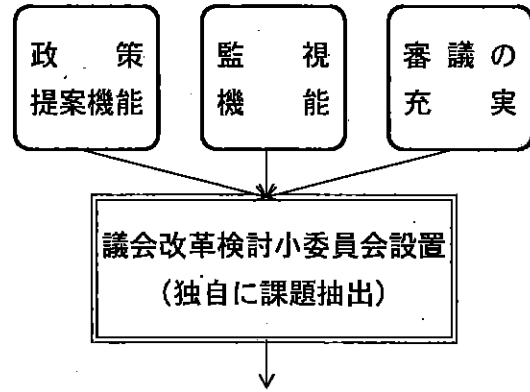 政策
提案機能
監視
機能
審議の
充実
議会改革検討小委員会設置
(独自に課題抽出)